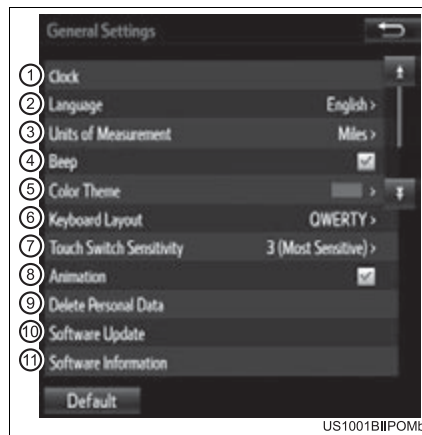 General Settings
① Clock
② Language English >
③ Units of Measurement Miles >
④ Beep
⑤ Color Theme >
⑥ Keyboard Layout QWERTY >
⑦ Touch Switch Sensitivity 3 (Most Sensitive) >
⑧ Animation
⑨ Delete Personal Data
⑩ Software Update
⑪ Software Information
Default
US1001BⅡPOMb